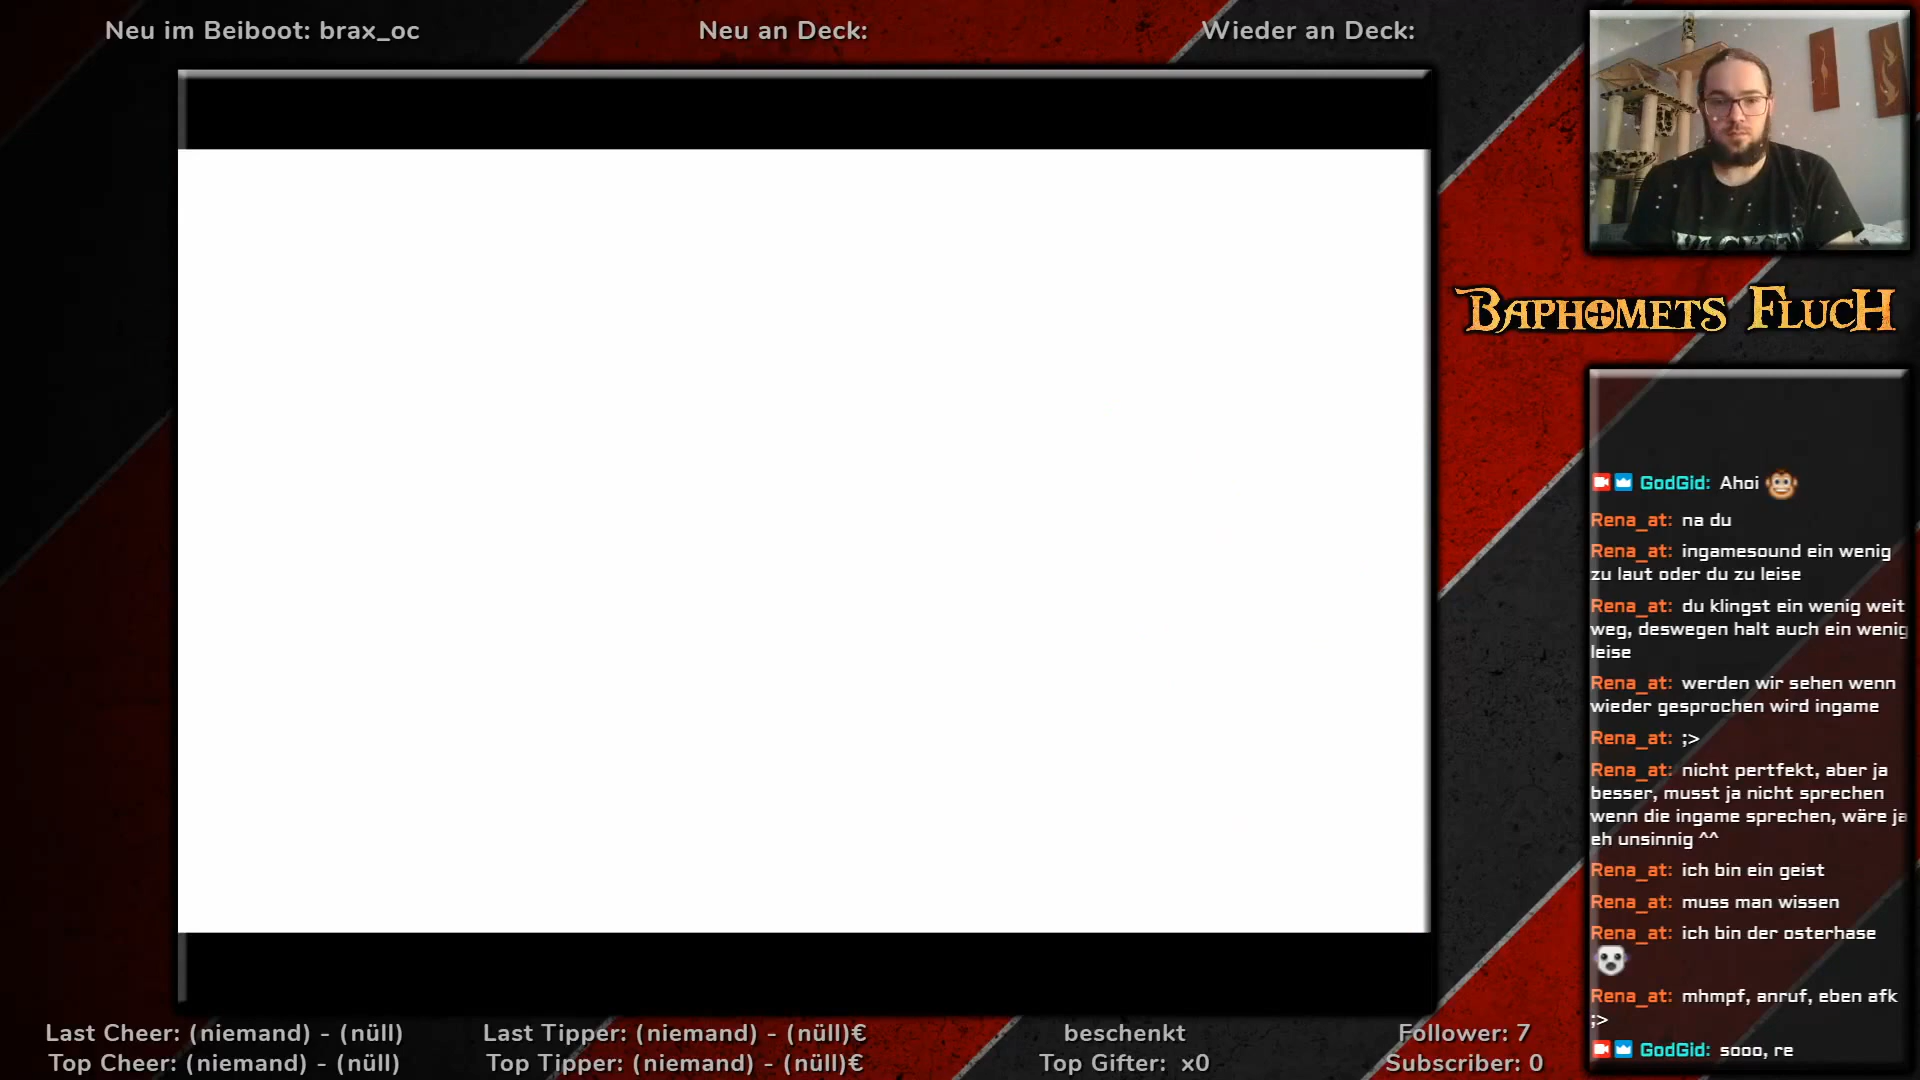 Neu im Beiboot: brax_oc
Neu an Deck:
Wieder an Deck:
BAPHOMETS FLUCH
GodGid: Ahoi
Rena_at: na du
Rena_at: ingamesound ein wenig
zu laut oder du zu leise
Rena_at: du klingst ein wenig weit
weg, deswegen halt auch ein wenig
leise
Rena_at: werden wir sehen wenn
wieder gesprochen wird ingame
Rena_at: ;>
Rena_at: nicht pertfekt, aber ja
besser, musst ja nicht sprechen
wenn die ingame sprechen, wäre ja
eh unsinnig ^^
Rena_at: ich bin ein geist
Rena_at: muss man wissen
Rena_at: ich bin der osterhase
Rena_at: mhmpf, anruf, eben afk
;>
GodGid: sooo, re
Last Cheer: (niemand) - (nüll)
Top Cheer: (niemand) - (nüll)
Last Tipper: (niemand) - (nüll)€
Top Tipper: (niemand) - (nüll)€
beschenkt
Top Gifter: x0
Follower: 7
Subscriber: 0